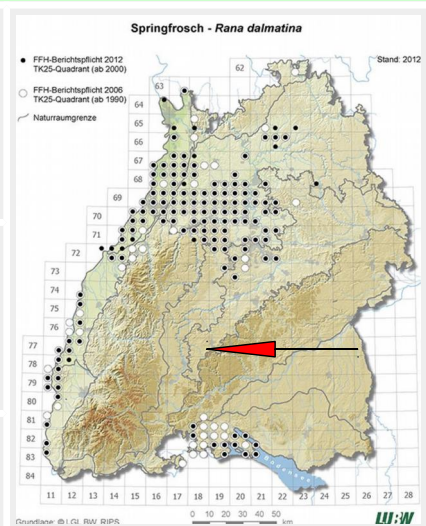 Springfrosch - Rana dalmatina
FFH-Berichtspflicht 2012
TK25-Quadrant (ab 2000)
Stand: 2012
FFH-Berichtspflicht 2006
TK25-Quadrant (ab 1990)
Naturraumgrenze
62
63
64
65
66
67
68
69
70
71
72
73
74
75
76
77
78
79
80
81
82
83
84
11 12 13 14 15 16 17 18 19 20 21 22 23 24 25 26 27 28
0 10 20 30 40 50
km
Grundlage: © LGL BW, RIPS
LUBW